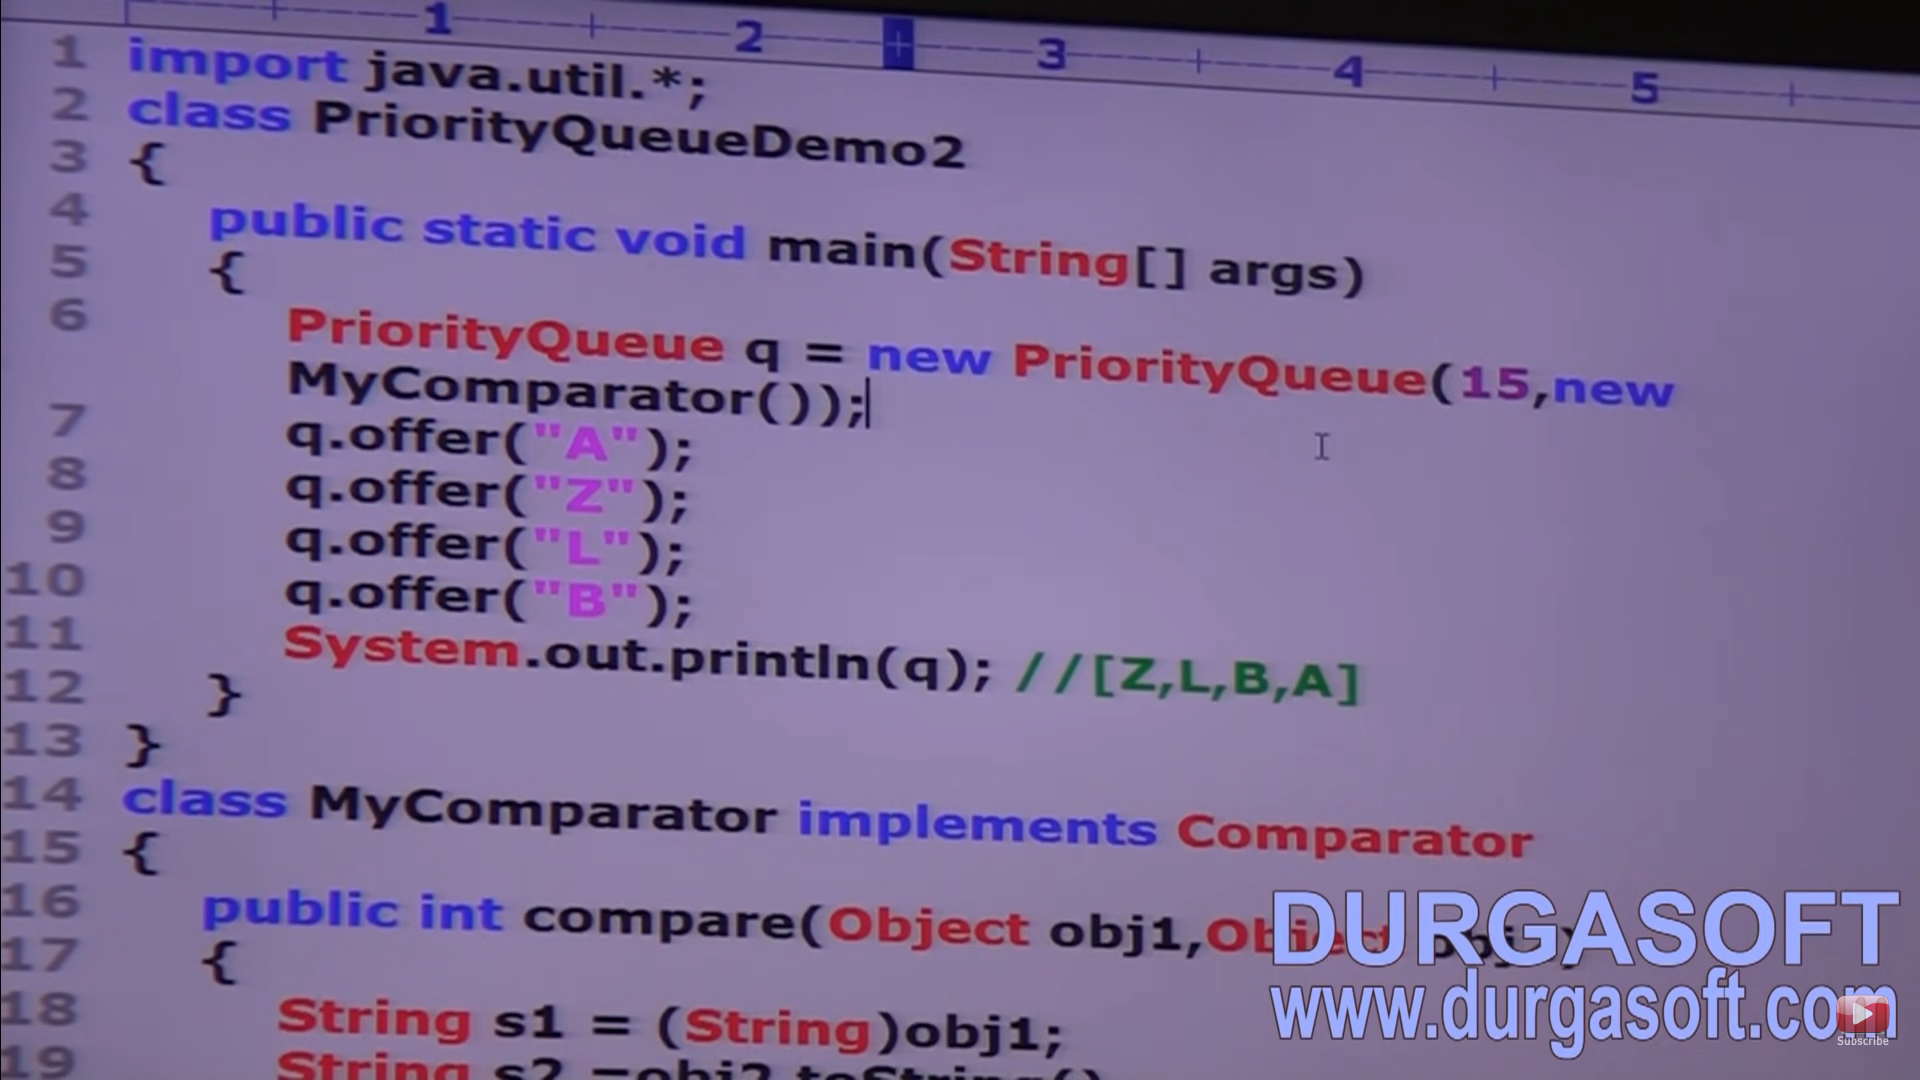 1 2 3 4 5
1 import java.util.*;
2 class PriorityQueueDemo2
3 {
4 public static void main(String[] args)
5 {
6 PriorityQueue q = new PriorityQueue(15,new
MyComparator());
7 q.offer("A");
8 q.offer("Z");
9 q.offer("L");
10 q.offer("B");
11 System.out.println(q); //[Z,L,B,A]
12 }
13 }
14 class MyComparator implements Comparator
15 {
16 public int compare(Object obj1,Object
17 {
18 String s1 = (String)obj1;
19 String s2 =obj2.toString()
DURGASOFT
www.durgasoft.com
Subscribe